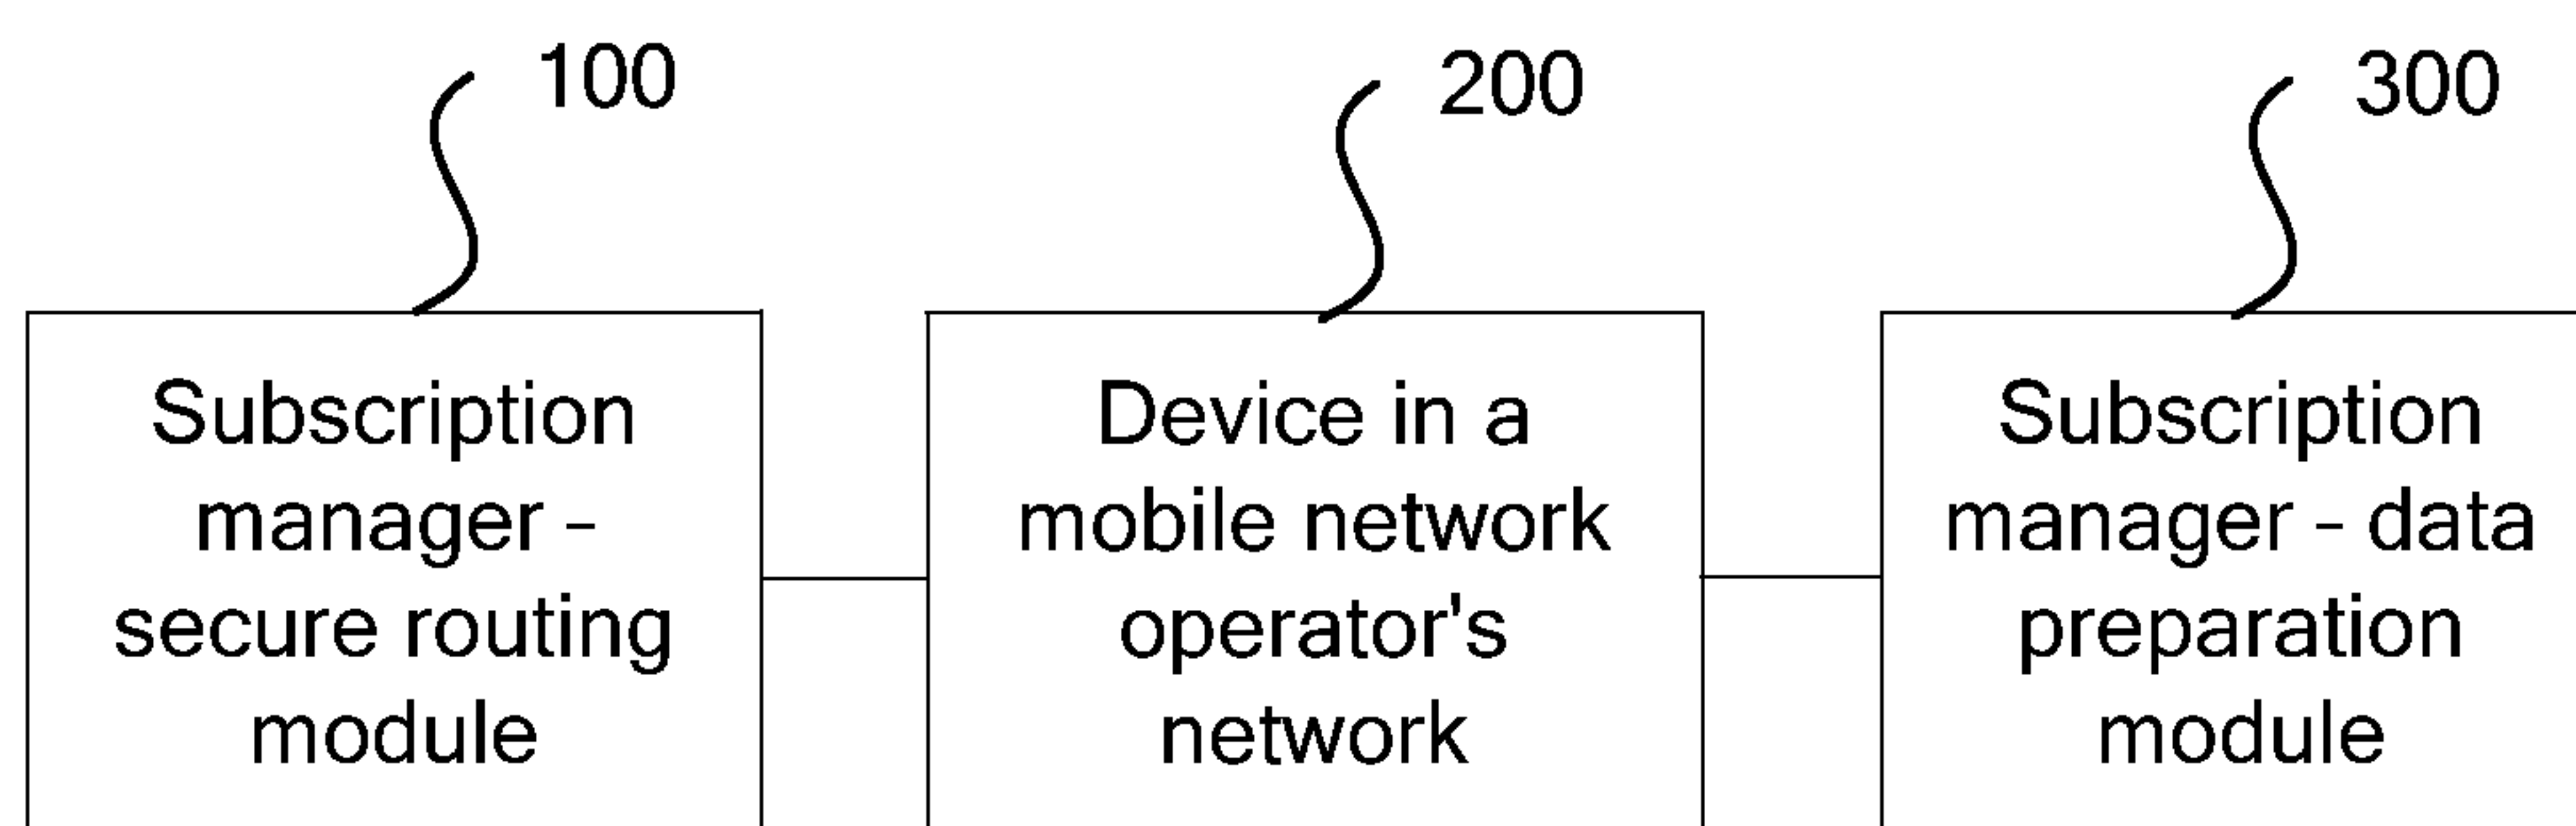 100
200
300
Subscription
manager -
secure routing
module
Device in a
mobile network
operator's
network
Subscription
manager - data
preparation
module